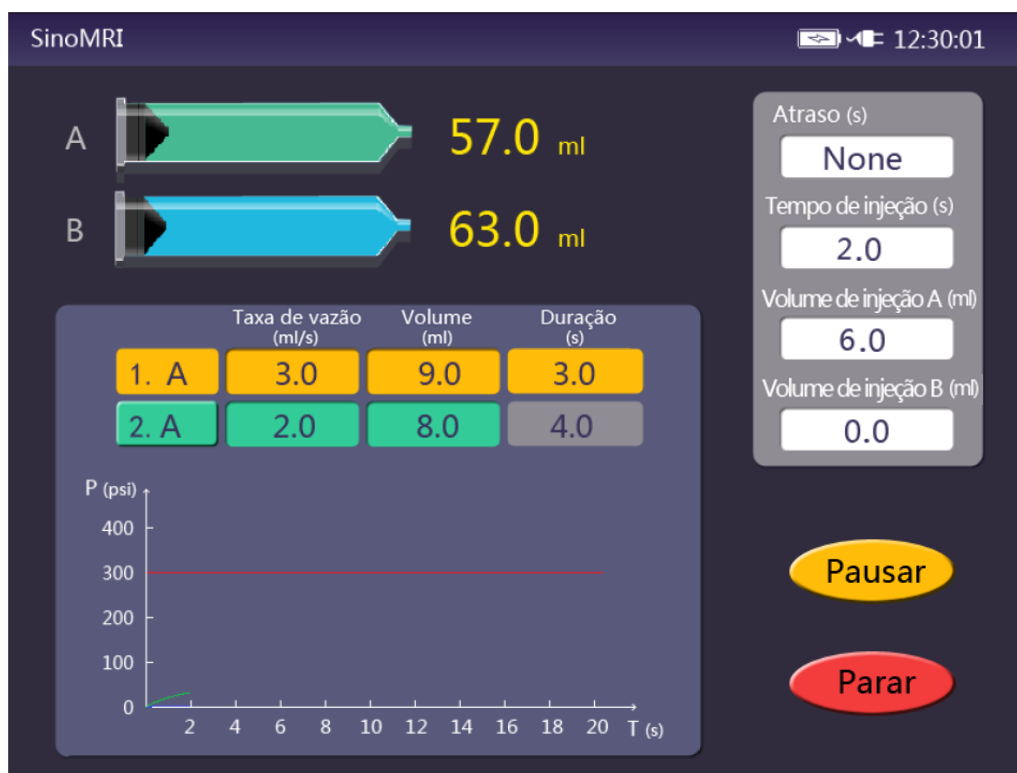 SinoMRI
12:30:01
A
57.0 ml
B
63.0 ml
Atraso (s)
None
Tempo de injeção (s)
2.0
Volume de injeção A (ml)
6.0
Volume de injeção B (ml)
0.0
Taxa de vazão Volume Duração
(ml/s) (ml) (s)
1. A 3.0 9.0 3.0
2. A 2.0 8.0 4.0
P (psi)
400
300
200
100
0
2 4 6 8 10 12 14 16 18 20 T (s)
Pausar
Parar